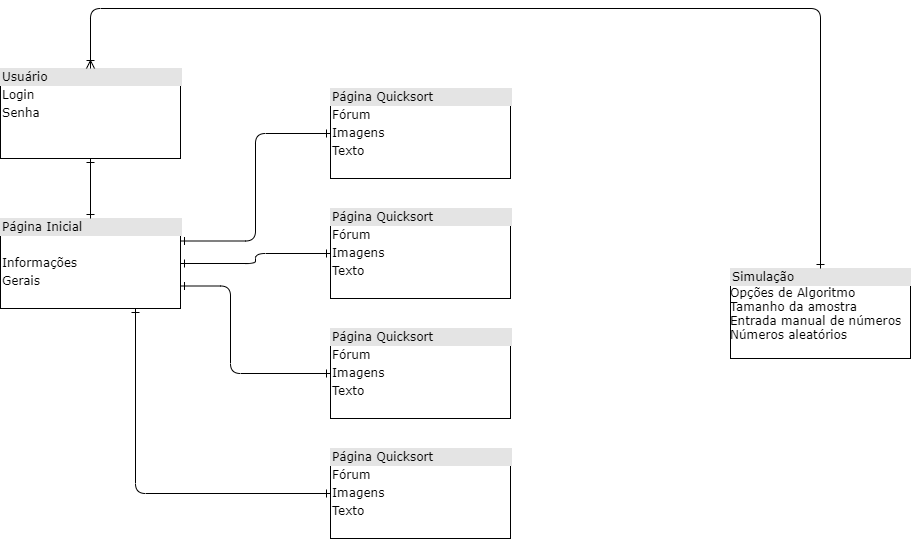 Usuário
Login
Senha
Página Inicial
Informações
Gerais
Página Quicksort
Fórum
Imagens
Texto
Página Quicksort
Fórum
Imagens
Texto
Página Quicksort
Fórum
Imagens
Texto
Página Quicksort
Fórum
Imagens
Texto
Simulação
Opções de Algoritmo
Tamanho da amostra
Entrada manual de números
Números aleatórios